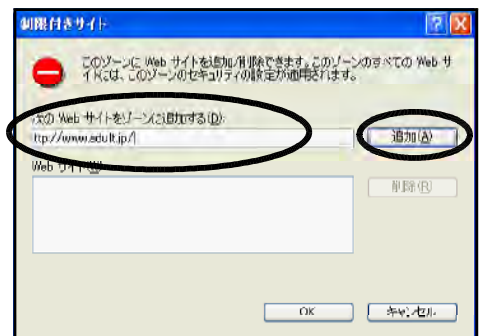 制限付きサイト
このゾーンに Web サイトを追加/削除できます。このゾーンのすべての Web サ
イトには、このゾーンのセキュリティの設定が適用されます。
次の Web サイトをゾーンに追加する(D):
ttp://www.adult.jp/
追加(A)
Web サイト(W):
削除(R)
OK
キャンセル